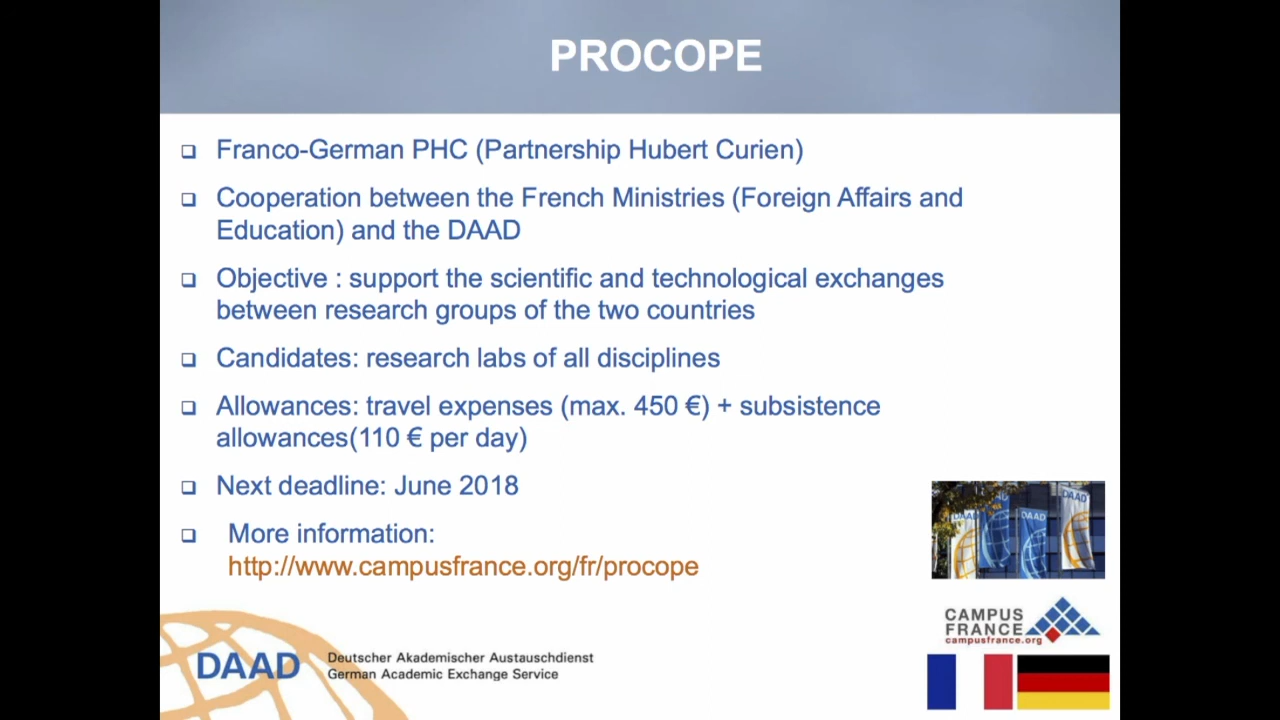 PROCOPE
Franco-German PHC (Partnership Hubert Curien)
Cooperation between the French Ministries (Foreign Affairs and
Education) and the DAAD
Objective : support the scientific and technological exchanges
between research groups of the two countries
Candidates: research labs of all disciplines
Allowances: travel expenses (max. 450 €) + subsistence
allowances(110 € per day)
Next deadline: June 2018
More information:
http://www.campusfrance.org/fr/procope
DAAD DAAD DAAD
CAMPUS
FRANCE
campusfrance.org
DAAD
Deutscher Akademischer Austauschdienst
German Academic Exchange Service